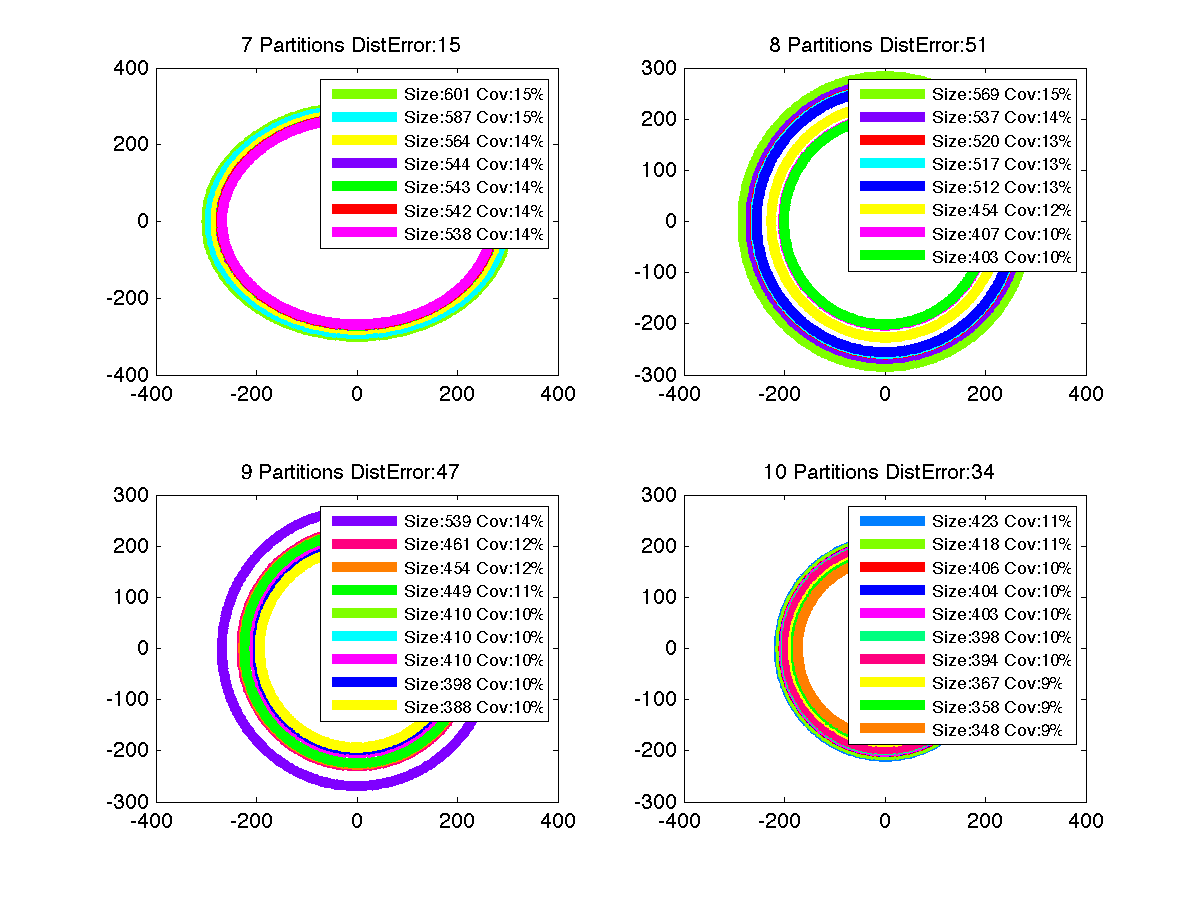 7 Partitions DistError:15
400
200
0
-200
-400
-400 -200 0 200 400
Size:601 Cov:15%
Size:587 Cov:15%
Size:564 Cov:14%
Size:544 Cov:14%
Size:543 Cov:14%
Size:542 Cov:14%
Size:538 Cov:14%
8 Partitions DistError:51
300
200
100
0
-100
-200
-300
-400 -200 0 200 400
Size:569 Cov:15%
Size:537 Cov:14%
Size:520 Cov:13%
Size:517 Cov:13%
Size:512 Cov:13%
Size:454 Cov:12%
Size:407 Cov:10%
Size:403 Cov:10%
9 Partitions DistError:47
300
200
100
0
-100
-200
-300
-400 -200 0 200 400
Size:539 Cov:14%
Size:461 Cov:12%
Size:454 Cov:12%
Size:449 Cov:11%
Size:410 Cov:10%
Size:410 Cov:10%
Size:410 Cov:10%
Size:398 Cov:10%
Size:388 Cov:10%
10 Partitions DistError:34
300
200
100
0
-100
-200
-300
-400 -200 0 200 400
Size:423 Cov:11%
Size:418 Cov:11%
Size:406 Cov:10%
Size:404 Cov:10%
Size:403 Cov:10%
Size:398 Cov:10%
Size:394 Cov:10%
Size:367 Cov:9%
Size:358 Cov:9%
Size:348 Cov:9%